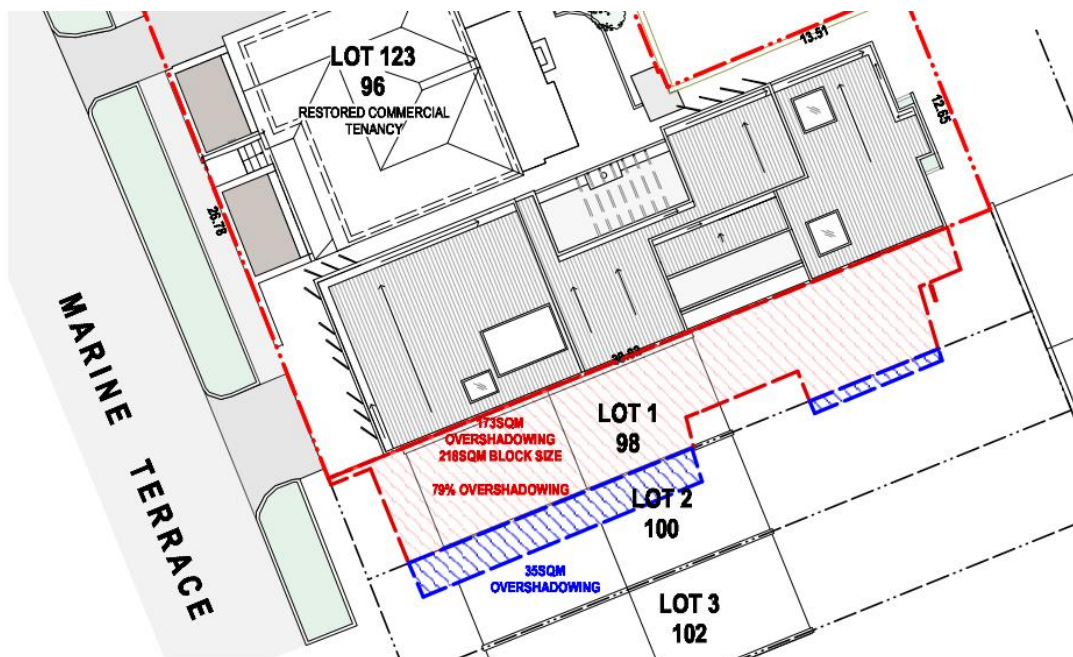 LOT 123
96
RESTORED COMMERCIAL
TENANCY
13.51
12.65
26.78
MARINE TERRACE
LOT 1
98
173SQM
OVERSHADOWING
218SQM BLOCK SIZE
79% OVERSHADOWING
LOT 2
100
35SQM
OVERSHADOWING
LOT 3
102